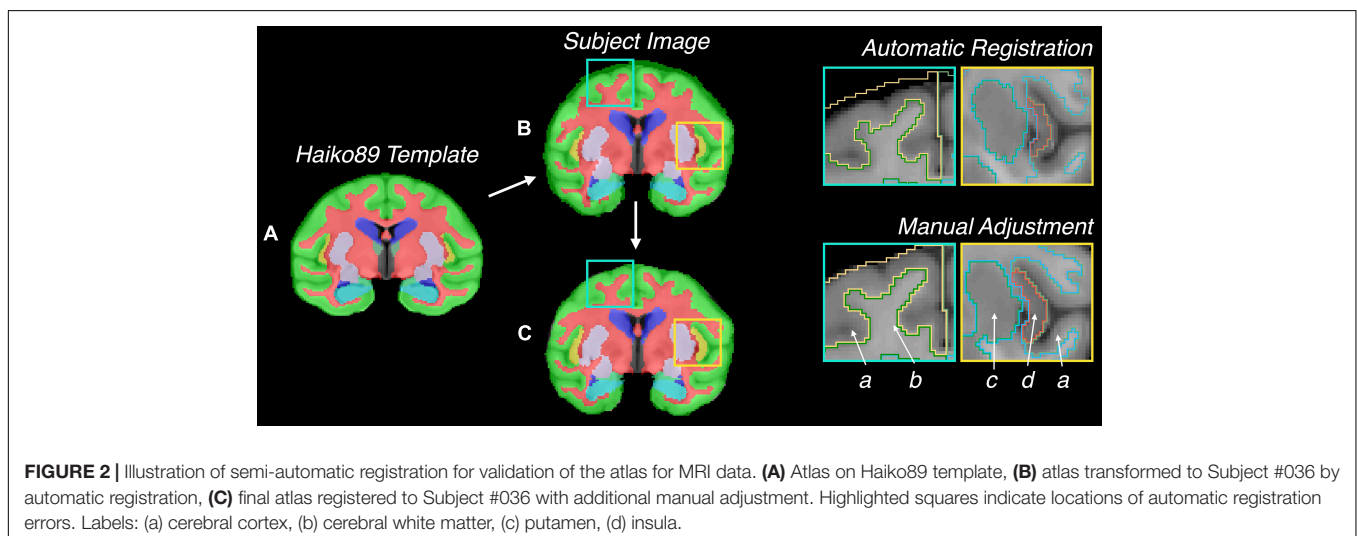 Subject Image
Automatic Registration
B
Haiko89 Template
A
Manual Adjustment
C
a b c d a
FIGURE 2 | Illustration of semi-automatic registration for validation of the atlas for MRI data. (A) Atlas on Haiko89 template, (B) atlas transformed to Subject #036 by
automatic registration, (C) final atlas registered to Subject #036 with additional manual adjustment. Highlighted squares indicate locations of automatic registration
errors. Labels: (a) cerebral cortex, (b) cerebral white matter, (c) putamen, (d) insula.